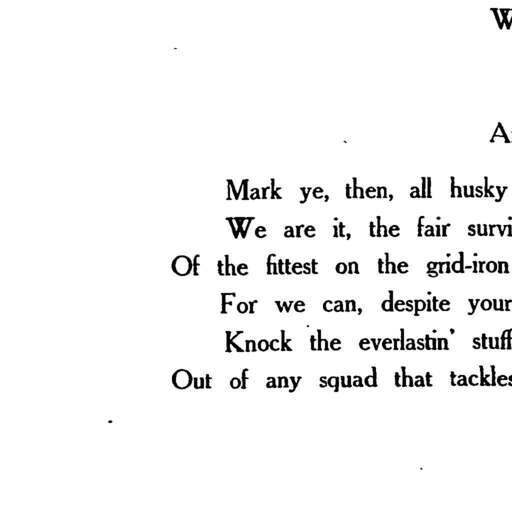 W
A
Mark ye, then, all husky
We are it, the fair survi
Of the fittest on the grid-iron
For we can, despite your
Knock the everlastin' stuff
Out of any squad that tackles